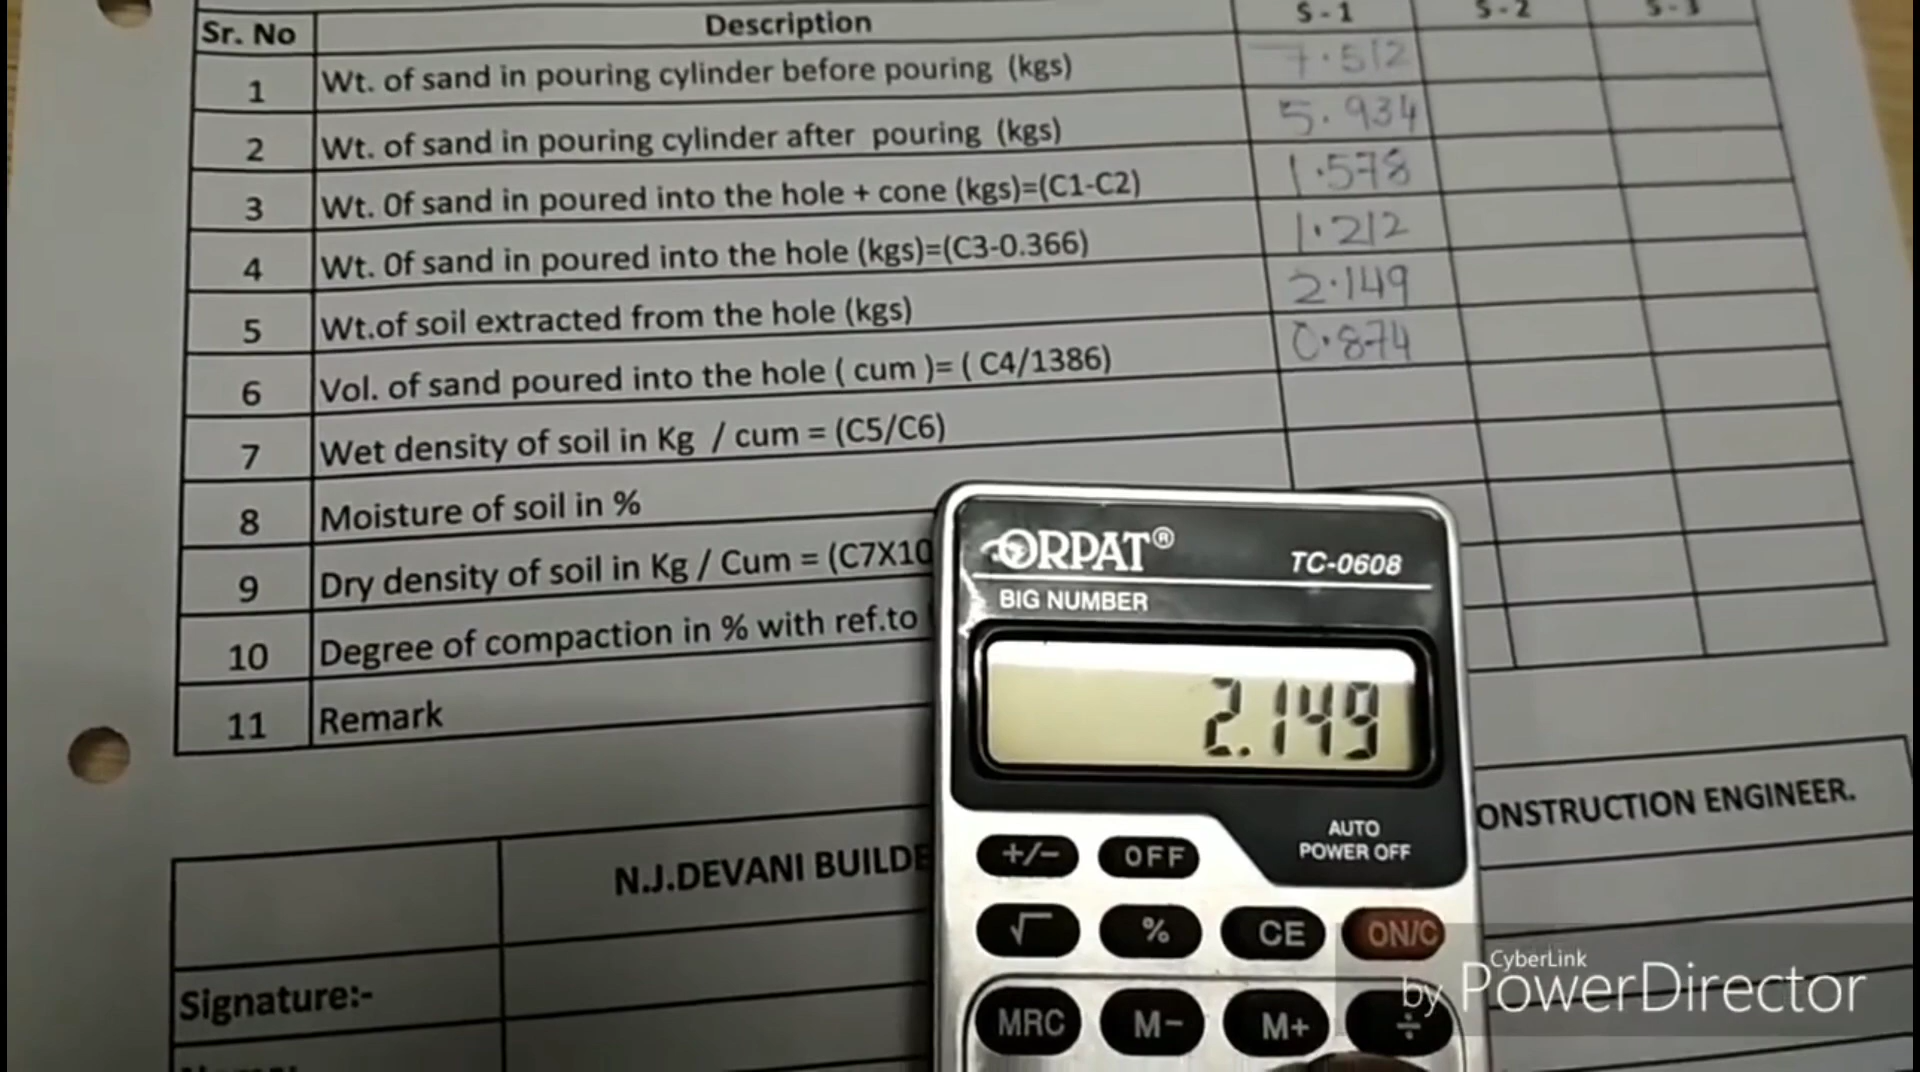 Sr. No Description S-1 S-2 S-3
1 Wt. of sand in pouring cylinder before pouring (kgs) 7.512
2 Wt. of sand in pouring cylinder after pouring (kgs) 5.934
3 Wt. 0f sand in poured into the hole + cone (kgs)=(C1-C2) 1.578
4 Wt. 0f sand in poured into the hole (kgs)=(C3-0.366) 1.212
5 Wt.of soil extracted from the hole (kgs) 2.149
6 Vol. of sand poured into the hole ( cum )= ( C4/1386) 0.874
7 Wet density of soil in Kg / cum = (C5/C6)
8 Moisture of soil in %
9 Dry density of soil in Kg / Cum = (C7X10
10 Degree of compaction in % with ref.to
11 Remark
ORPAT® TC-0608
BIG NUMBER
2.149
AUTO
POWER OFF
N.J.DEVANI BUILDE
ONSTRUCTION ENGINEER.
Signature:-
+/- OFF
√ % CE ON/C
MRC M- M+ ÷
CyberLink
by PowerDirector